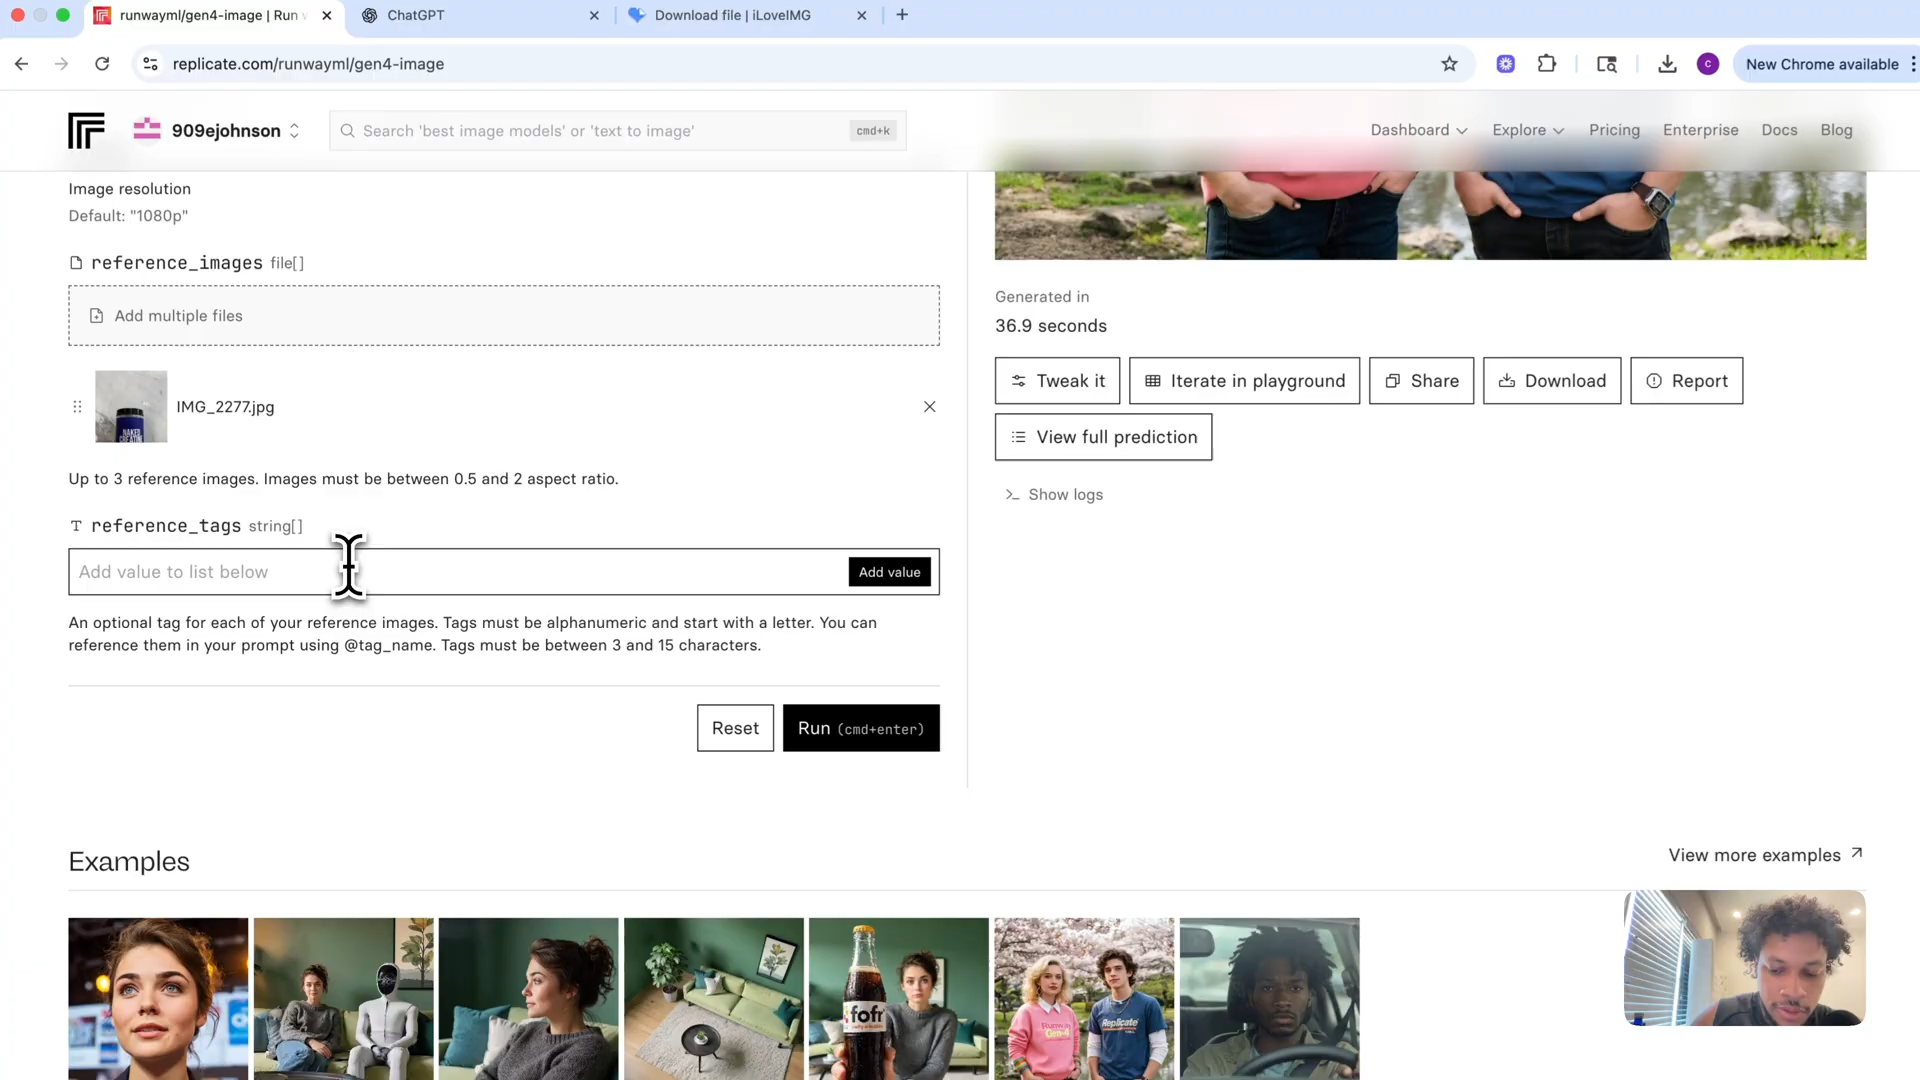 runwayml/gen4-image | Run
ChatGPT
Download file | iLoveIMG
replicate.com/runwayml/gen4-image
C
New Chrome available
909ejohnson
Search 'best image models' or 'text to image'
cmd+k
Dashboard
Explore
Pricing
Enterprise
Docs
Blog
Image resolution
Default: "1080p"
reference_images file[]
Add multiple files
NAKED
CREATINE
IMG_2277.jpg
Up to 3 reference images. Images must be between 0.5 and 2 aspect ratio.
reference_tags string[]
Add value to list below
Add value
An optional tag for each of your reference images. Tags must be alphanumeric and start with a letter. You can
reference them in your prompt using @tag_name. Tags must be between 3 and 15 characters.
Reset
Run (cmd+enter)
Generated in
36.9 seconds
Tweak it
Iterate in playground
Share
Download
Report
View full prediction
Show logs
Examples
View more examples
fofr
Runway
Gen-4
Replicate